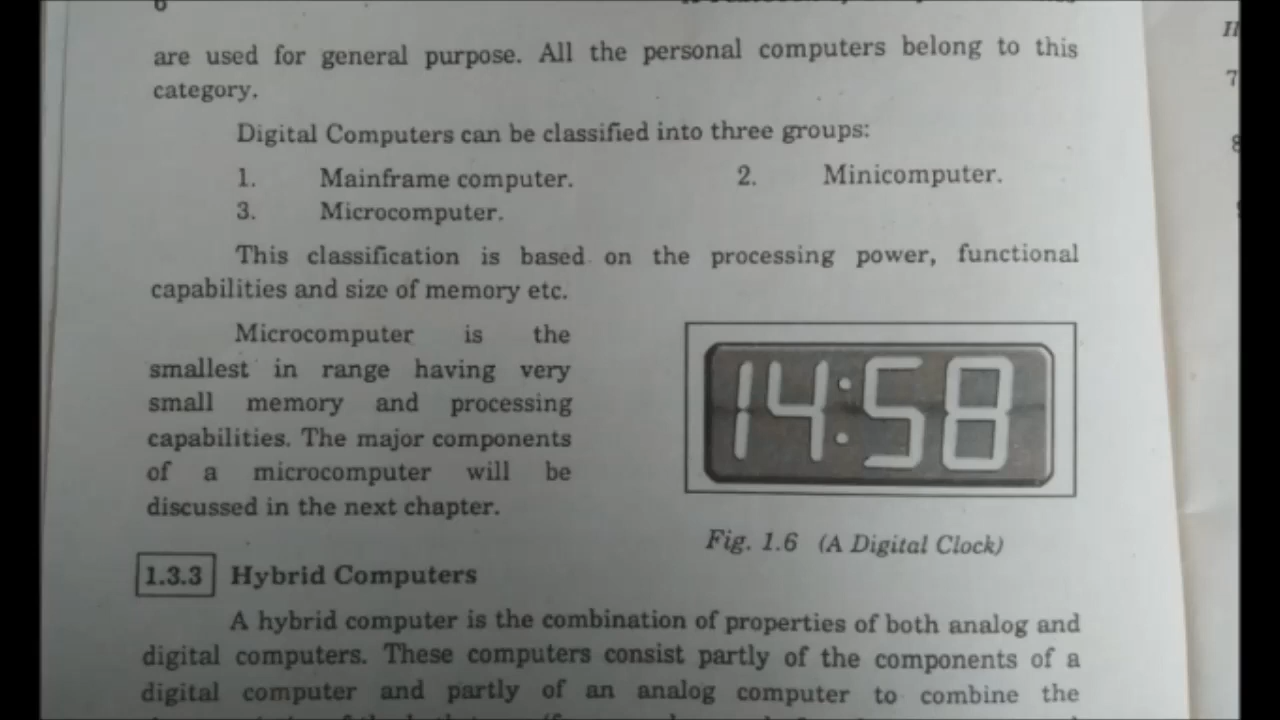 6
are used for general purpose. All the personal computers belong to this
category.
Digital Computers can be classified into three groups:
1. Mainframe computer. 2. Minicomputer.
3. Microcomputer.
This classification is based on the processing power, functional
capabilities and size of memory etc.
Microcomputer is the
smallest in range having very
small memory and processing
capabilities. The major components
of a microcomputer will be
discussed in the next chapter.
14:58
Fig. 1.6 (A Digital Clock)
1.3.3 Hybrid Computers
A hybrid computer is the combination of properties of both analog and
digital computers. These computers consist partly of the components of a
digital computer and partly of an analog computer to combine the